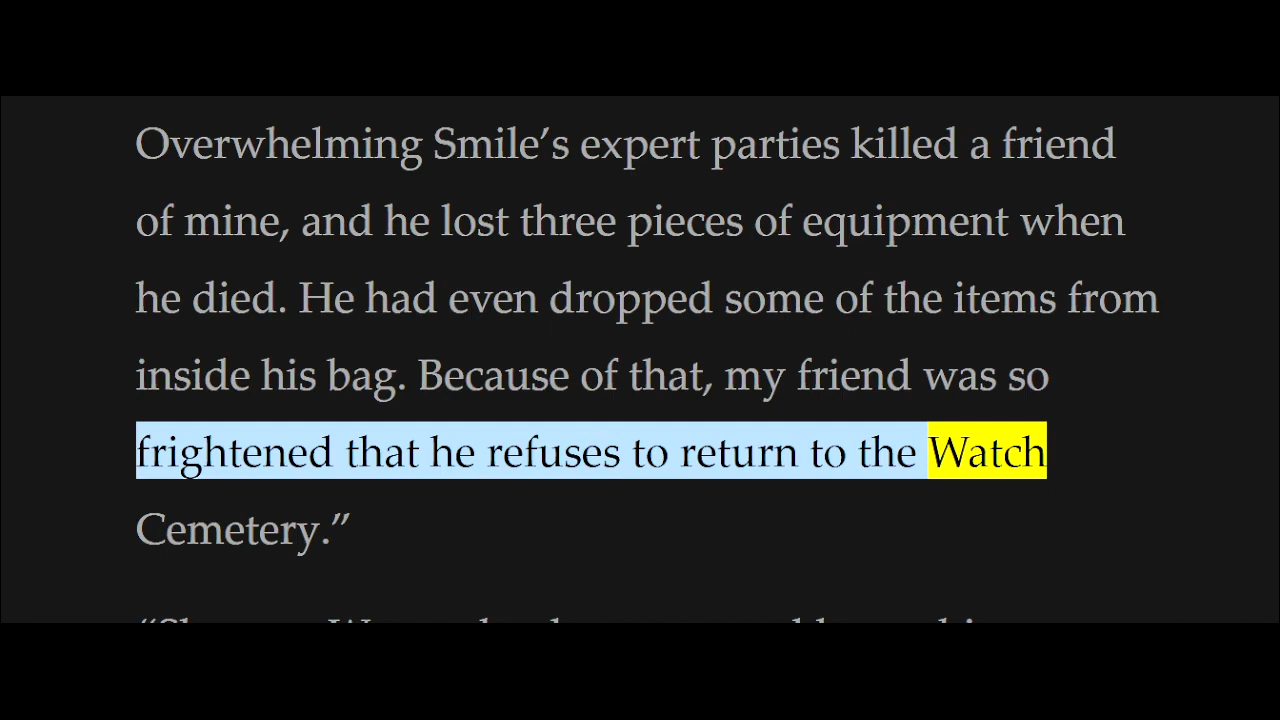 Overwhelming Smile’s expert parties killed a friend
of mine, and he lost three pieces of equipment when
he died. He had even dropped some of the items from
inside his bag. Because of that, my friend was so
frightened that he refuses to return to the Watch
Cemetery.”